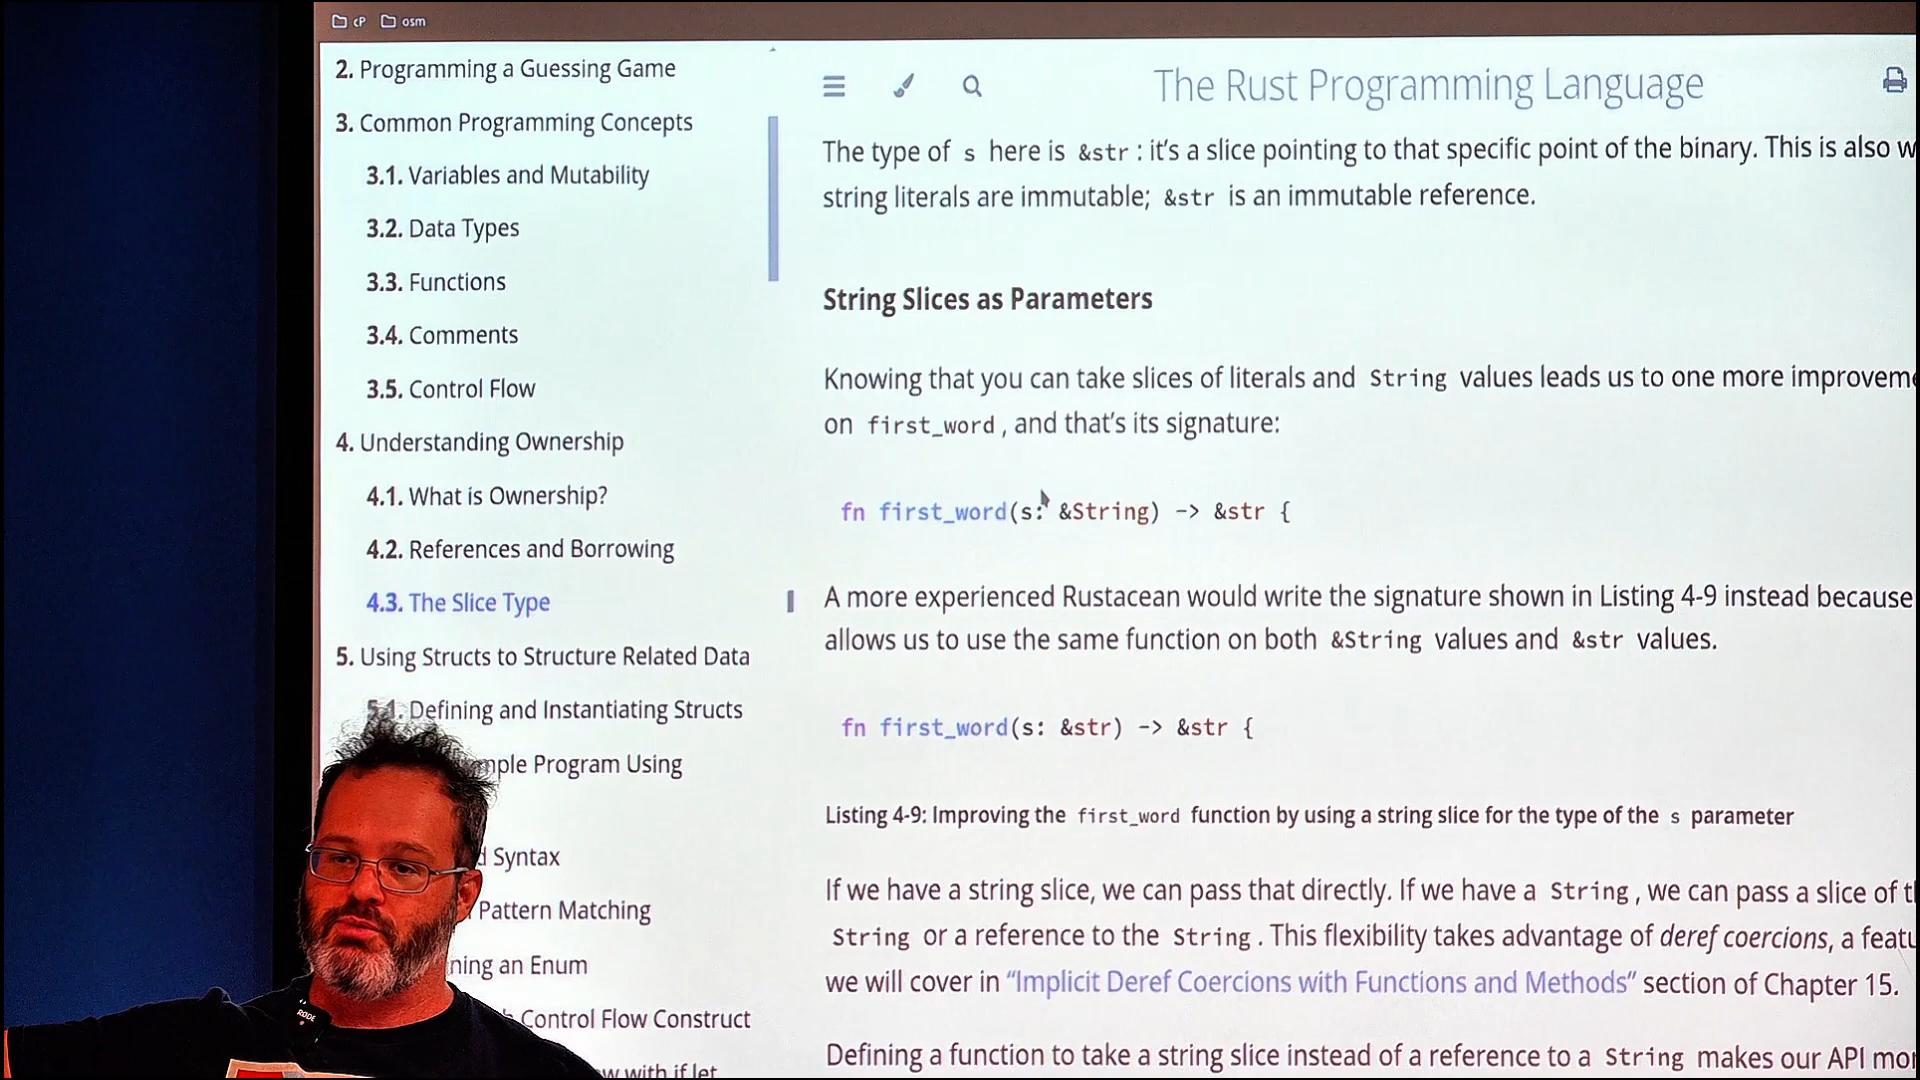 cP
osm
2. Programming a Guessing Game
3. Common Programming Concepts
3.1. Variables and Mutability
3.2. Data Types
3.3. Functions
3.4. Comments
3.5. Control Flow
4. Understanding Ownership
4.1. What is Ownership?
4.2. References and Borrowing
4.3. The Slice Type
5. Using Structs to Structure Related Data
5.1. Defining and Instantiating Structs
Program Using
Syntax
Pattern Matching
an Enum
Control Flow Construct
with if let
The Rust Programming Language
The type of s here is &str : it's a slice pointing to that specific point of the binary. This is also
string literals are immutable; &str is an immutable reference.
String Slices as Parameters
Knowing that you can take slices of literals and String values leads us to one more
on first_word , and that's its signature:
fn first_word(s: &String) -> &str {
A more experienced Rustacean would write the signature shown in Listing 4-9 instead because
allows us to use the same function on both &String values and &str values.
fn first_word(s: &str) -> &str {
Listing 4-9: Improving the first_word function by using a string slice for the type of the s parameter
If we have a string slice, we can pass that directly. If we have a String , we can pass a slice of
String or a reference to the String . This flexibility takes advantage of deref coercions, a
we will cover in “Implicit Deref Coercions with Functions and Methods” section of Chapter 15.
Defining a function to take a string slice instead of a reference to a String makes our API
RØDE